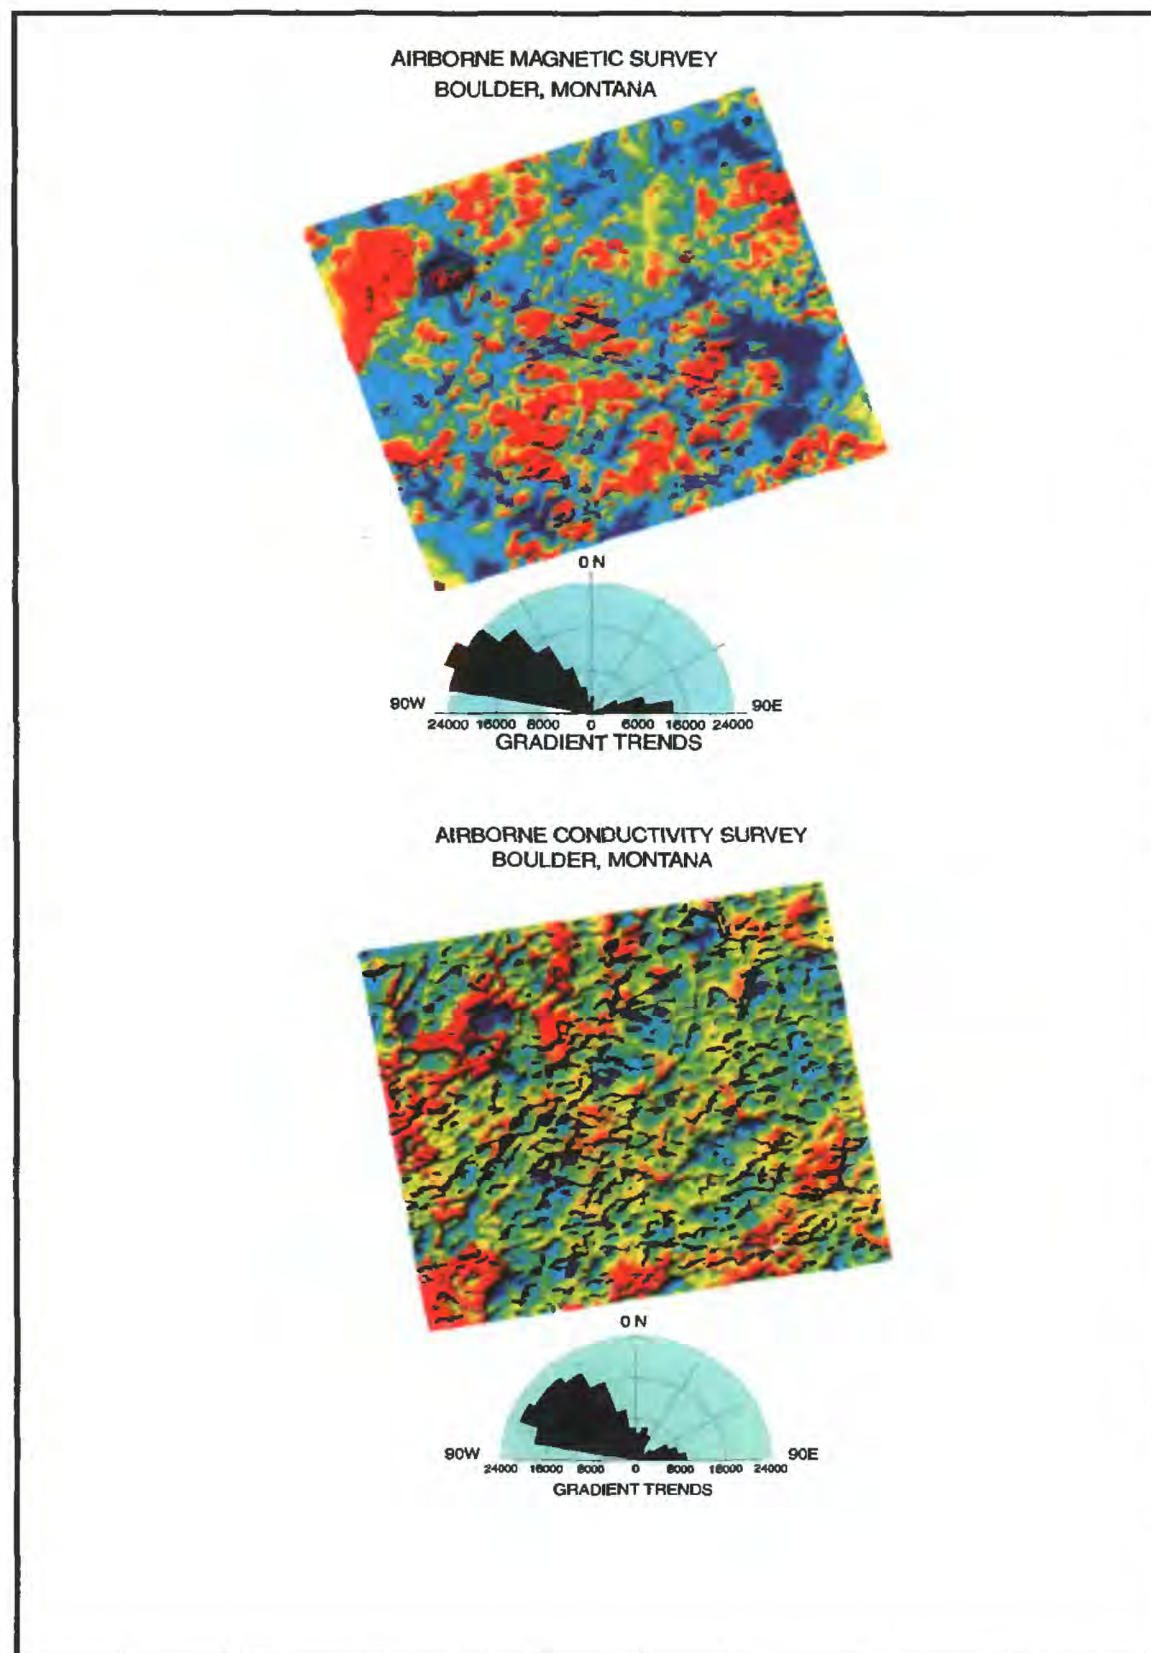 AIRBORNE MAGNETIC SURVEY
BOULDER, MONTANA
0 N
90W
90E
24000 16000 8000 0 6000 16000 24000
GRADIENT TRENDS
AIRBORNE CONDUCTIVITY SURVEY
BOULDER, MONTANA
0 N
90W
90E
24000 16000 8000 0 8000 16000 24000
GRADIENT TRENDS